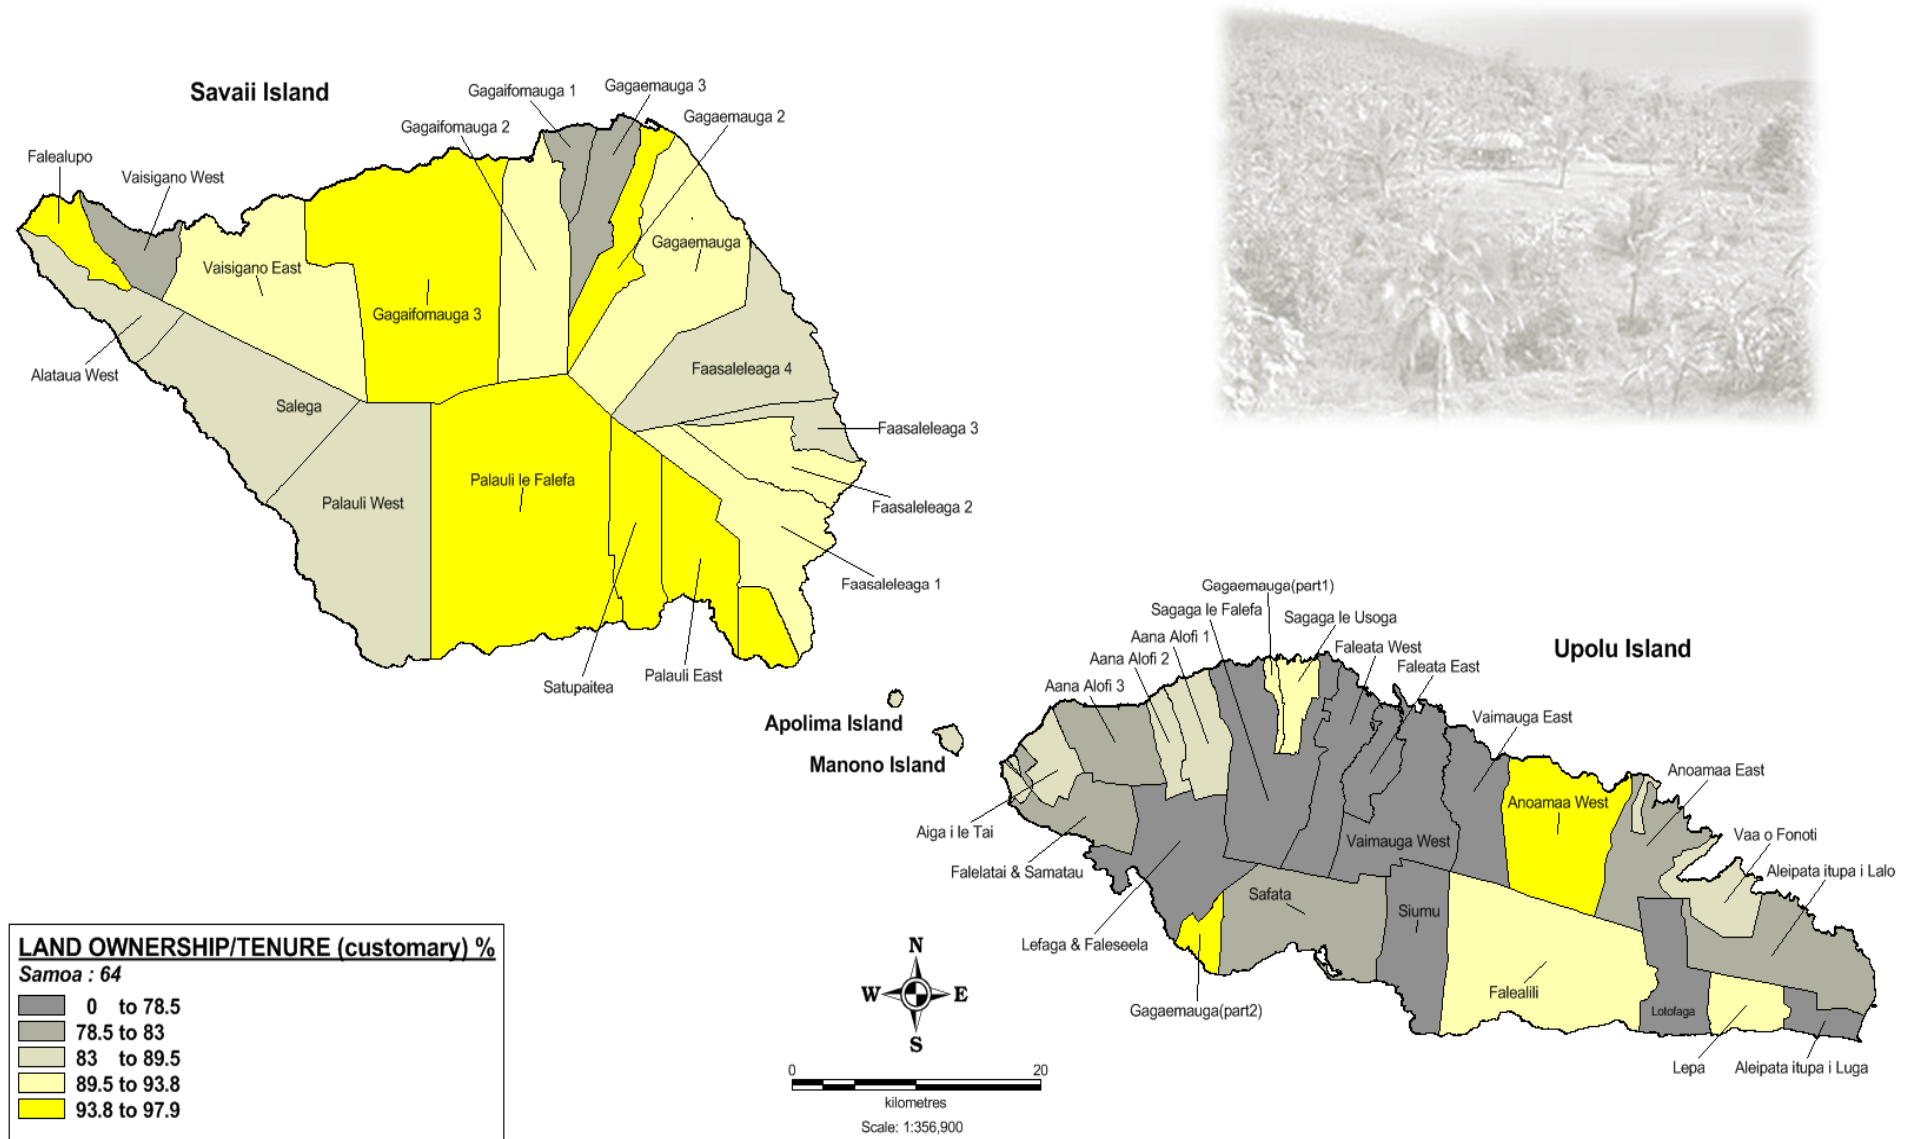 Savaii Island
Gagaifomauga 1
Gagaemauga 3
Gagaifomauga 2
Gagaemauga 2
Falealupo
Vaisigano West
Gagaemauga
Vaisigano East
Gagaifomauga 3
Alataua West
Faasaleleaga 4
Salega
Faasaleleaga 3
Palauli le Falefa
Palauli West
Faasaleleaga 2
Faasaleleaga 1
Satupaitea
Palauli East
Apolima Island
Manono Island
Upolu Island
Gagaemauga(part1)
Sagaga le Falefa
Sagaga le Usoga
Aana Alofi 1
Faleata West
Aana Alofi 2
Faleata East
Aana Alofi 3
Vaimauga East
Anoamaa East
Anoamaa West
Aiga i le Tai
Vaimauga West
Vaa o Fonoti
Falelatai & Samatau
Aleipata itupa i Lalo
Safata
Siumu
Lefaga & Faleseela
Falealili
Gagaemauga(part2)
Lotofaga
Lepa
Aleipata itupa i Luga
LAND OWNERSHIP/TENURE (customary) %
Samoa : 64
0 to 78.5
78.5 to 83
83 to 89.5
89.5 to 93.8
93.8 to 97.9
N
W E
S
0 20
kilometres
Scale: 1:356,900